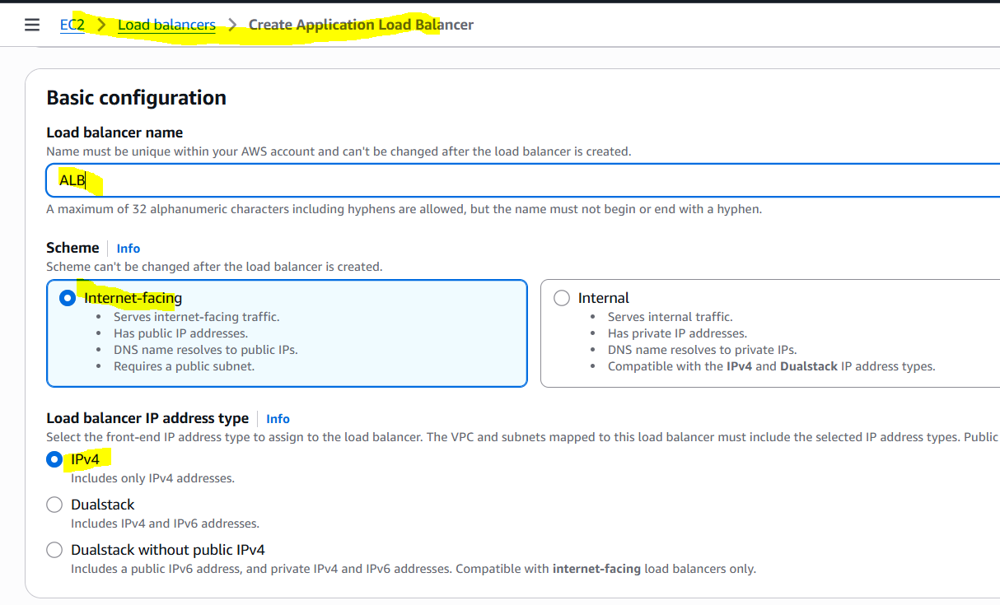 EC2 > Load balancers > Create Application Load Balancer
Basic configuration
Load balancer name
Name must be unique within your AWS account and can't be changed after the load balancer is created.
ALB
A maximum of 32 alphanumeric characters including hyphens are allowed, but the name must not begin or end with a hyphen.
Scheme | Info
Scheme can't be changed after the load balancer is created.
Internet-facing
• Serves internet-facing traffic.
• Has public IP addresses.
• DNS name resolves to public IPs.
• Requires a public subnet.
Internal
• Serves internal traffic.
• Has private IP addresses.
• DNS name resolves to private IPs.
• Compatible with the IPv4 and Dualstack IP address types.
Load balancer IP address type | Info
Select the front-end IP address type to assign to the load balancer. The VPC and subnets mapped to this load balancer must include the selected IP address types. Public
IPv4
Includes only IPv4 addresses.
Dualstack
Includes IPv4 and IPv6 addresses.
Dualstack without public IPv4
Includes a public IPv6 address, and private IPv4 and IPv6 addresses. Compatible with internet-facing load balancers only.